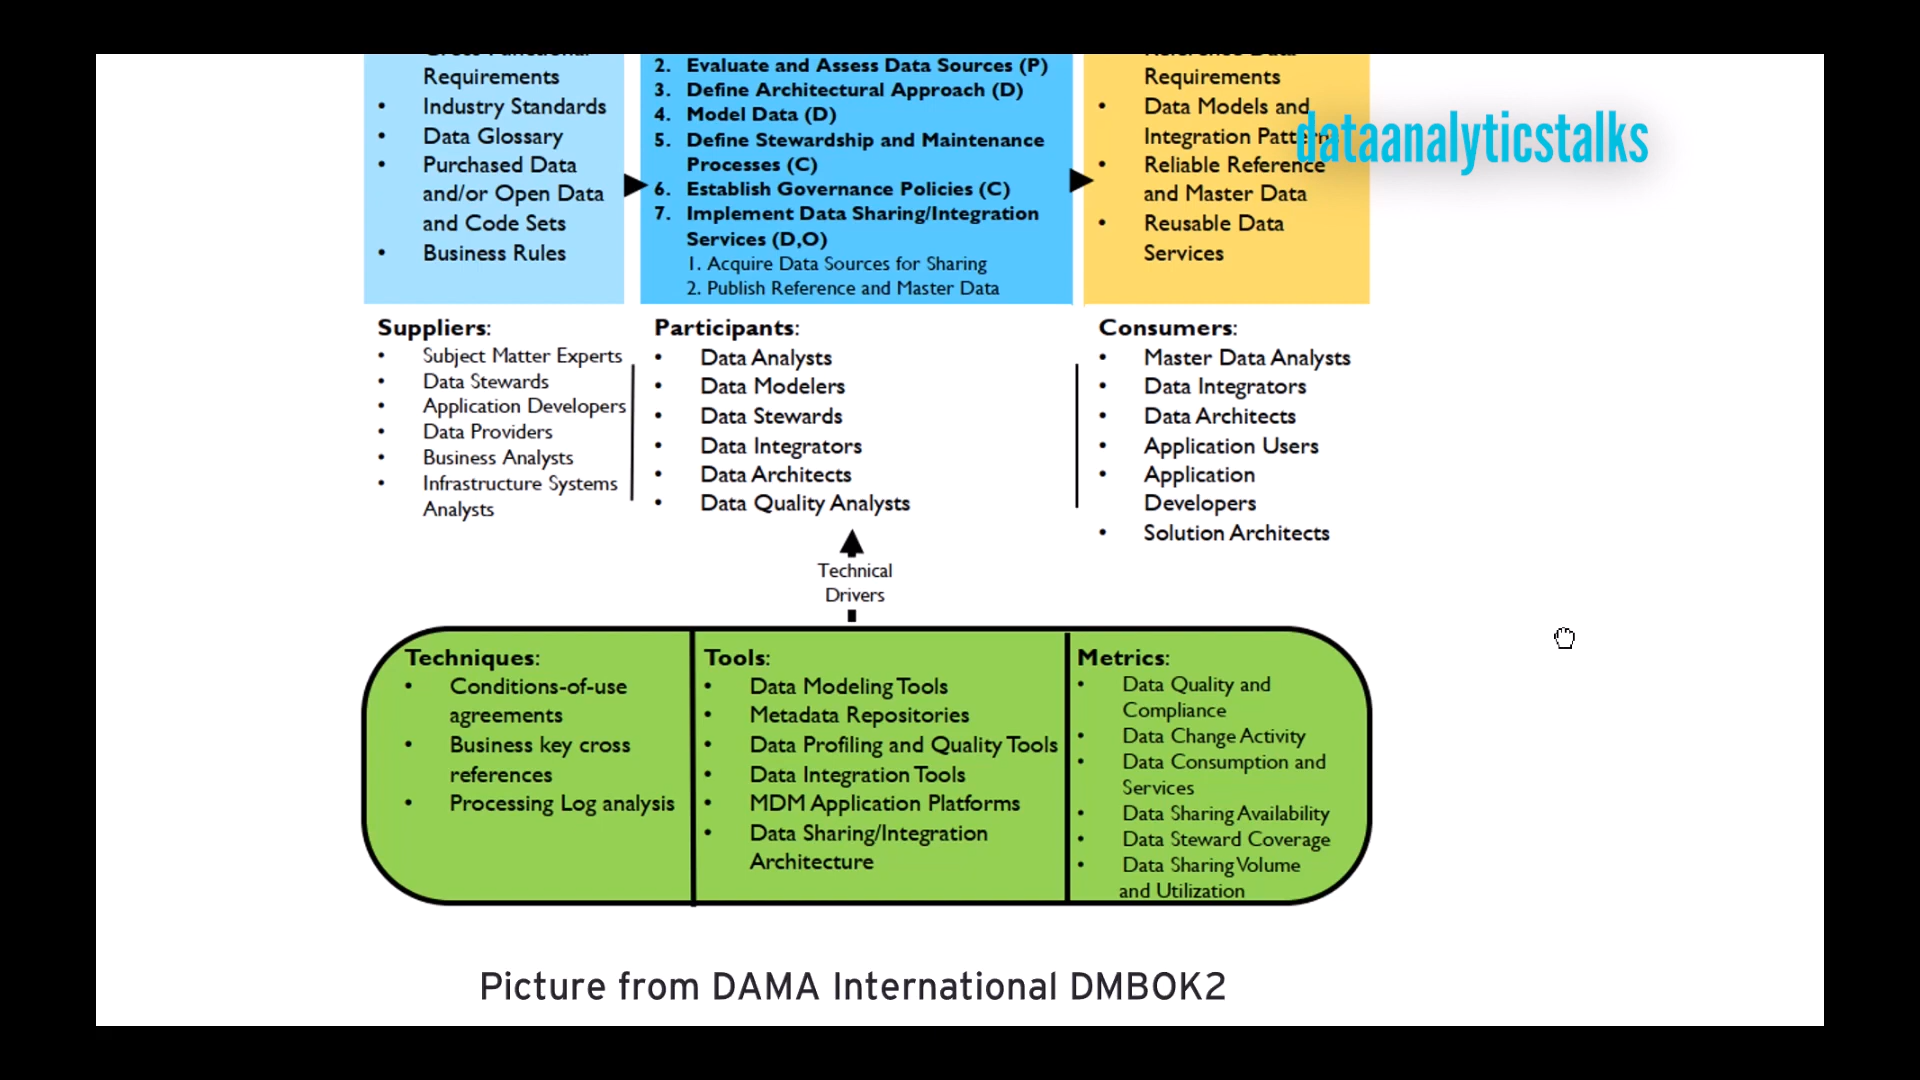 Requirements
• Industry Standards
• Data Glossary
• Purchased Data
and/or Open Data
and Code Sets
• Business Rules
2. Evaluate and Assess Data Sources (P)
3. Define Architectural Approach (D)
4. Model Data (D)
5. Define Stewardship and Maintenance
Processes (C)
6. Establish Governance Policies (C)
7. Implement Data Sharing/Integration
Services (D,O)
1. Acquire Data Sources for Sharing
2. Publish Reference and Master Data
Reference Data
Requirements
• Data Models and
Integration Patterns
• Reliable Reference
and Master Data
• Reusable Data
Services
dataanalyticstalks
Suppliers:
• Subject Matter Experts
• Data Stewards
• Application Developers
• Data Providers
• Business Analysts
• Infrastructure Systems
Analysts
Participants:
• Data Analysts
• Data Modelers
• Data Stewards
• Data Integrators
• Data Architects
• Data Quality Analysts
Consumers:
• Master Data Analysts
• Data Integrators
• Data Architects
• Application Users
• Application
Developers
• Solution Architects
Technical
Drivers
Techniques:
• Conditions-of-use
agreements
• Business key cross
references
• Processing Log analysis
Tools:
• Data Modeling Tools
• Metadata Repositories
• Data Profiling and Quality Tools
• Data Integration Tools
• MDM Application Platforms
• Data Sharing/Integration
Architecture
Metrics:
• Data Quality and
Compliance
• Data Change Activity
• Data Consumption and
Services
• Data Sharing Availability
• Data Steward Coverage
• Data Sharing Volume
and Utilization
Picture from DAMA International DMBOK2